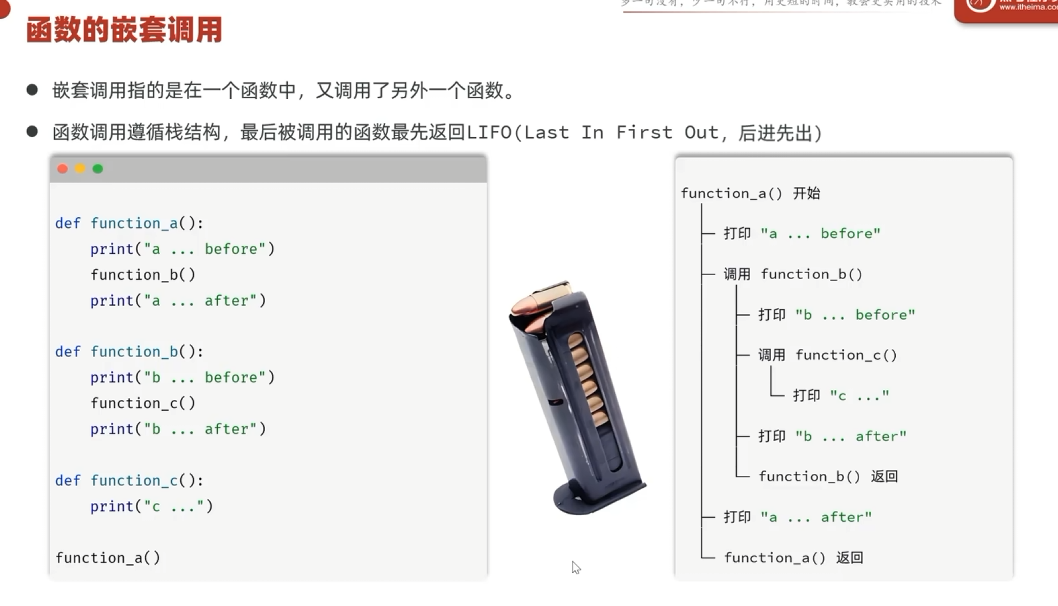 函数的嵌套调用
www.itheima.co
● 嵌套调用指的是在一个函数中，又调用了另外一个函数。
● 函数调用遵循栈结构，最后被调用的函数最先返回LIFO(Last In First Out，后进先出)
def function_a():
    print("a ... before")
    function_b()
    print("a ... after")
def function_b():
    print("b ... before")
    function_c()
    print("b ... after")
def function_c():
    print("c ...")
function_a()
function_a() 开始
打印 "a ... before"
调用 function_b()
打印 "b ... before"
调用 function_c()
打印 "c ..."
打印 "b ... after"
function_b() 返回
打印 "a ... after"
function_a() 返回